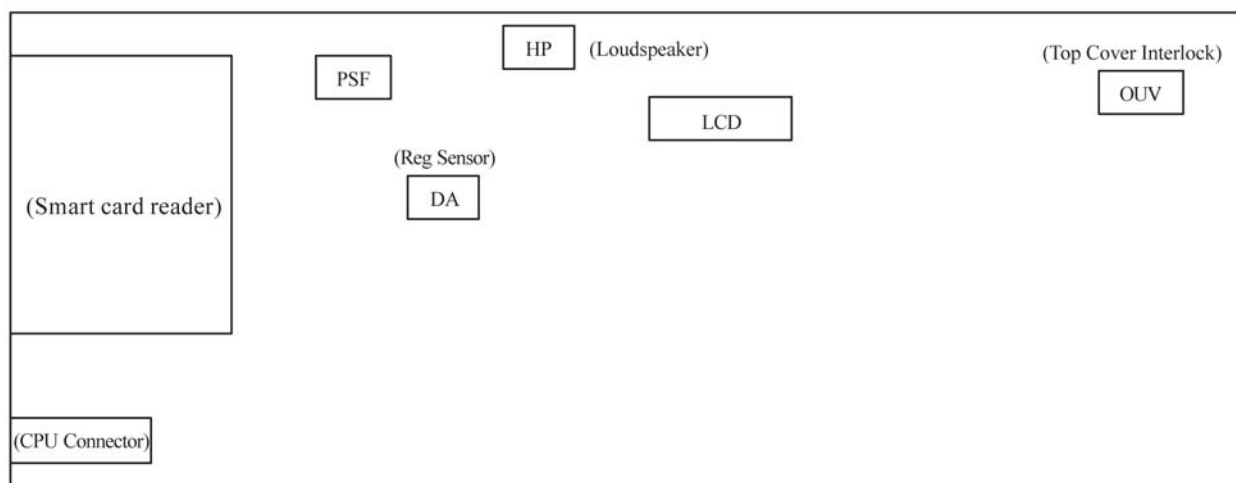 HP (Loudspeaker)
(Top Cover Interlock)
PSF
OUV
LCD
(Reg Sensor)
DA
(Smart card reader)
(CPU Connector)